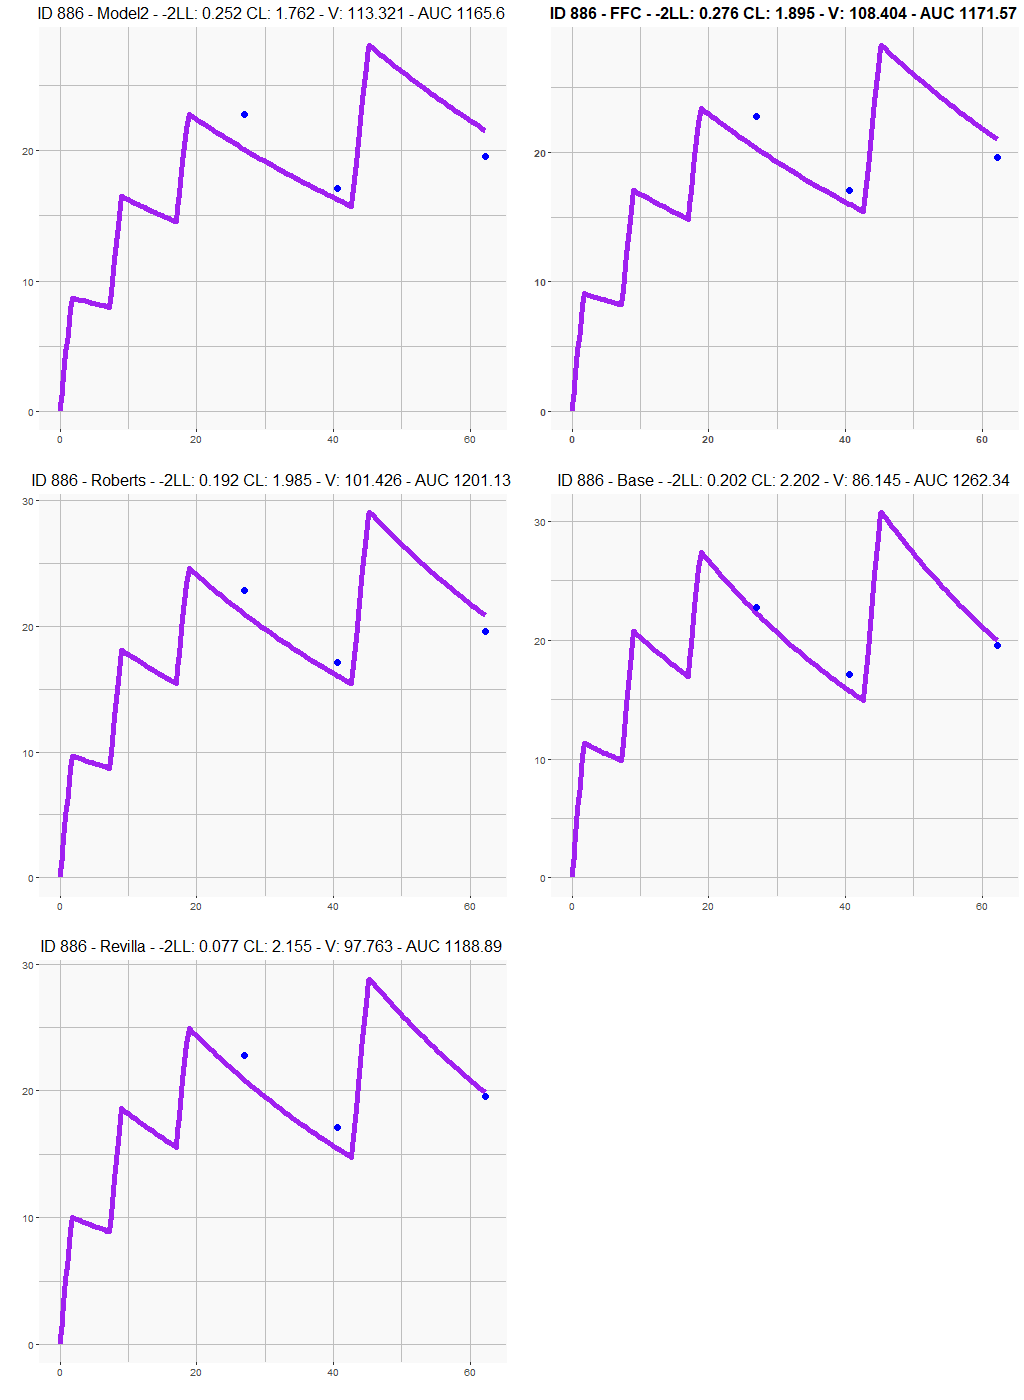 ID 886 - Model2 - -2LL: 0.252 CL: 1.762 - V: 113.321 - AUC 1165.6
20
10
0
0 20 40 60
ID 886 - FFC - -2LL: 0.276 CL: 1.895 - V: 108.404 - AUC 1171.57
20
10
0
0 20 40 60
ID 886 - Roberts - -2LL: 0.192 CL: 1.985 - V: 101.426 - AUC 1201.13
30
20
10
0
0 20 40 60
ID 886 - Base - -2LL: 0.202 CL: 2.202 - V: 86.145 - AUC 1262.34
30
20
10
0
0 20 40 60
ID 886 - Revilla - -2LL: 0.077 CL: 2.155 - V: 97.763 - AUC 1188.89
30
20
10
0
0 20 40 60